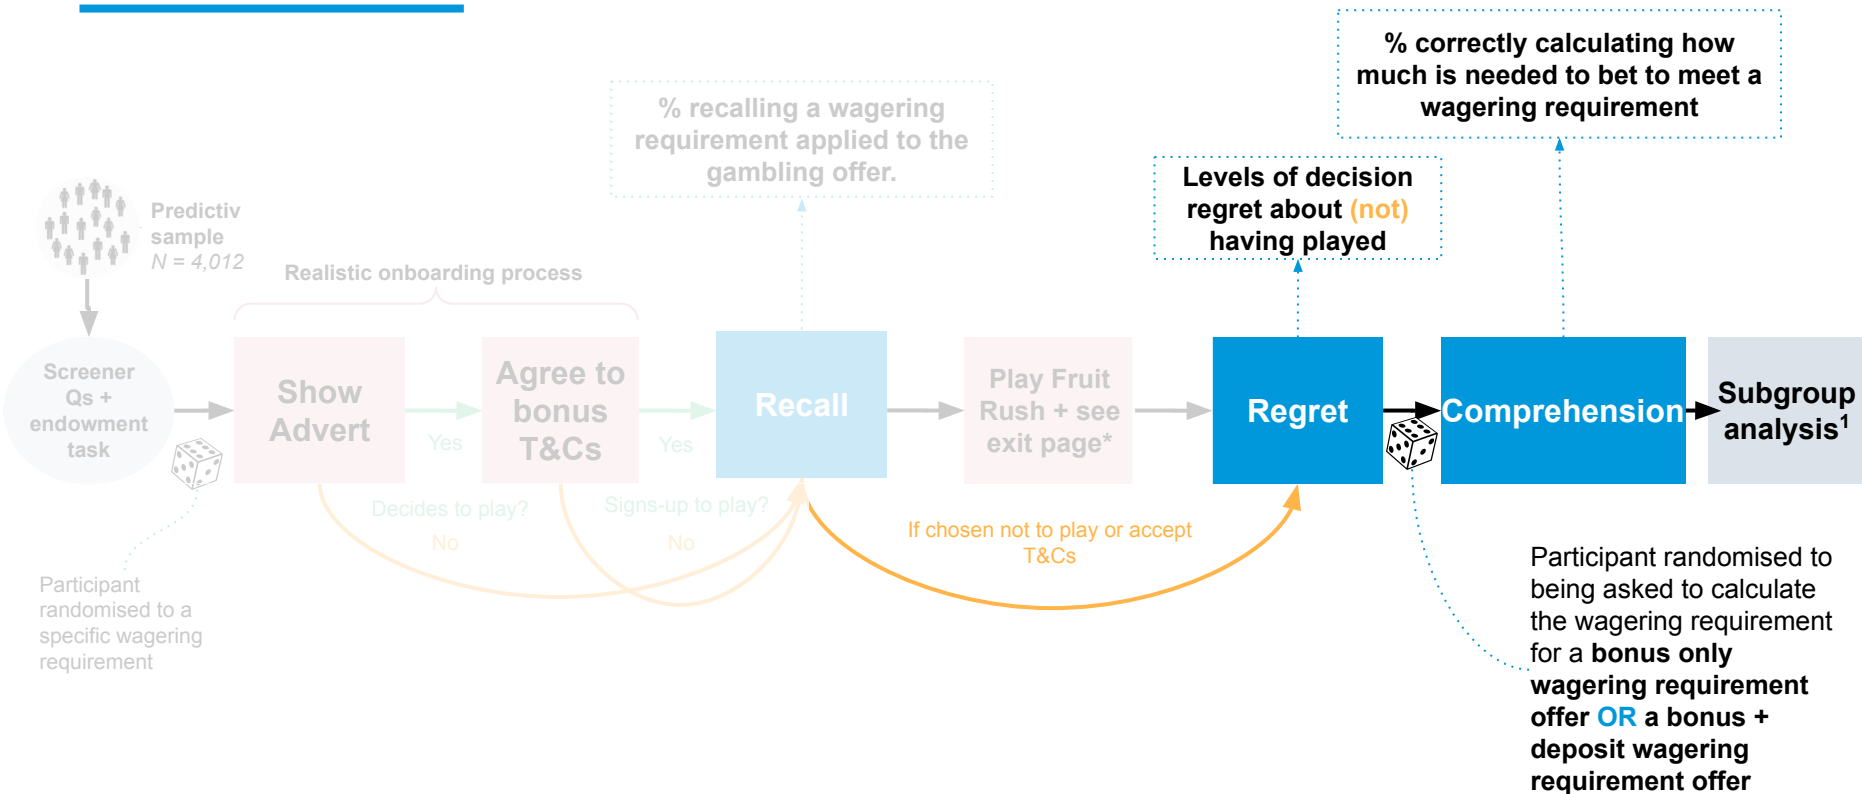 % correctly calculating how
much is needed to bet to meet a
wagering requirement
% recalling a wagering
requirement applied to the
gambling offer.
Levels of decision
regret about (not)
having played
Predictiv
sample
N = 4,012
Realistic onboarding process
Screener
Qs +
endowment
task
Show
Advert
Yes
Agree to
bonus
T&Cs
Yes
Recall
Play Fruit
Rush + see
exit page*
Regret
Comprehension
Subgroup
analysis¹
Decides to play?
No
Signs-up to play?
No
If chosen not to play or accept
T&Cs
Participant
randomised to a
specific wagering
requirement
Participant randomised to
being asked to calculate
the wagering requirement
for a bonus only
wagering requirement
offer OR a bonus +
deposit wagering
requirement offer